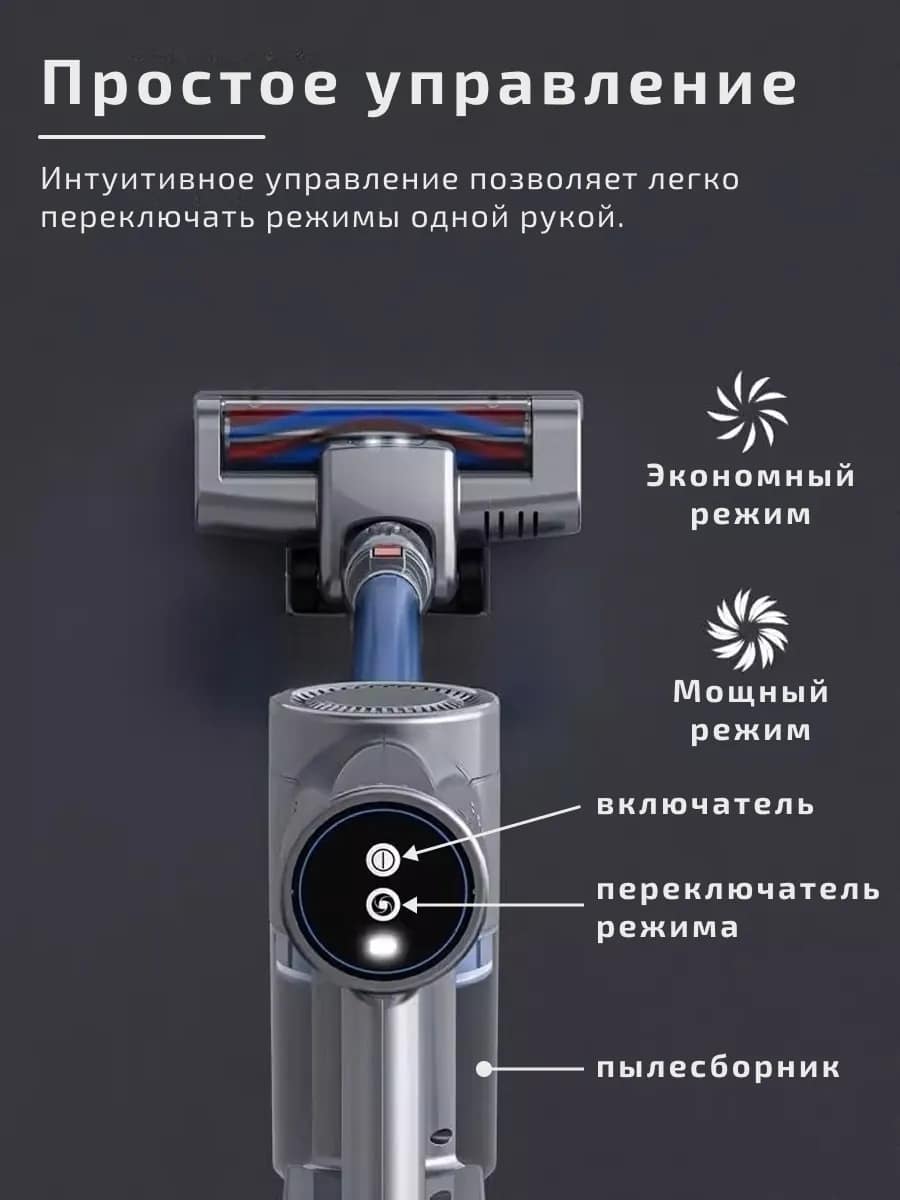 Простое управление
Интуитивное управление позволяет легко
переключать режимы одной рукой.
Экономный
режим
Мощный
режим
включатель
переключатель
режима
пылесборник